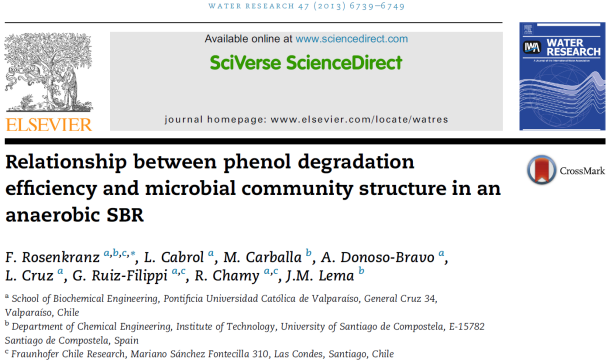 WATER RESEARCH 47 (2013) 6739–6749
Available online at www.sciencedirect.com
SciVerse ScienceDirect
journal homepage: www.elsevier.com/locate/watres
ELSEVIER
IWA
WATER RESEARCH
CrossMark
Relationship between phenol degradation
efficiency and microbial community structure in an
anaerobic SBR
F. Rosenkranz a,b,c,*, L. Cabrol a, M. Carballa b, A. Donoso-Bravo a,
L. Cruz a, G. Ruiz-Filippi a,c, R. Chamy a,c, J.M. Lema b
a School of Biochemical Engineering, Pontificia Universidad Católica de Valparaíso, General Cruz 34,
Valparaíso, Chile
b Department of Chemical Engineering, Institute of Technology, University of Santiago de Compostela, E-15782
Santiago de Compostela, Spain
c Fraunhofer Chile Research, Mariano Sánchez Fontecilla 310, Las Condes, Santiago, Chile